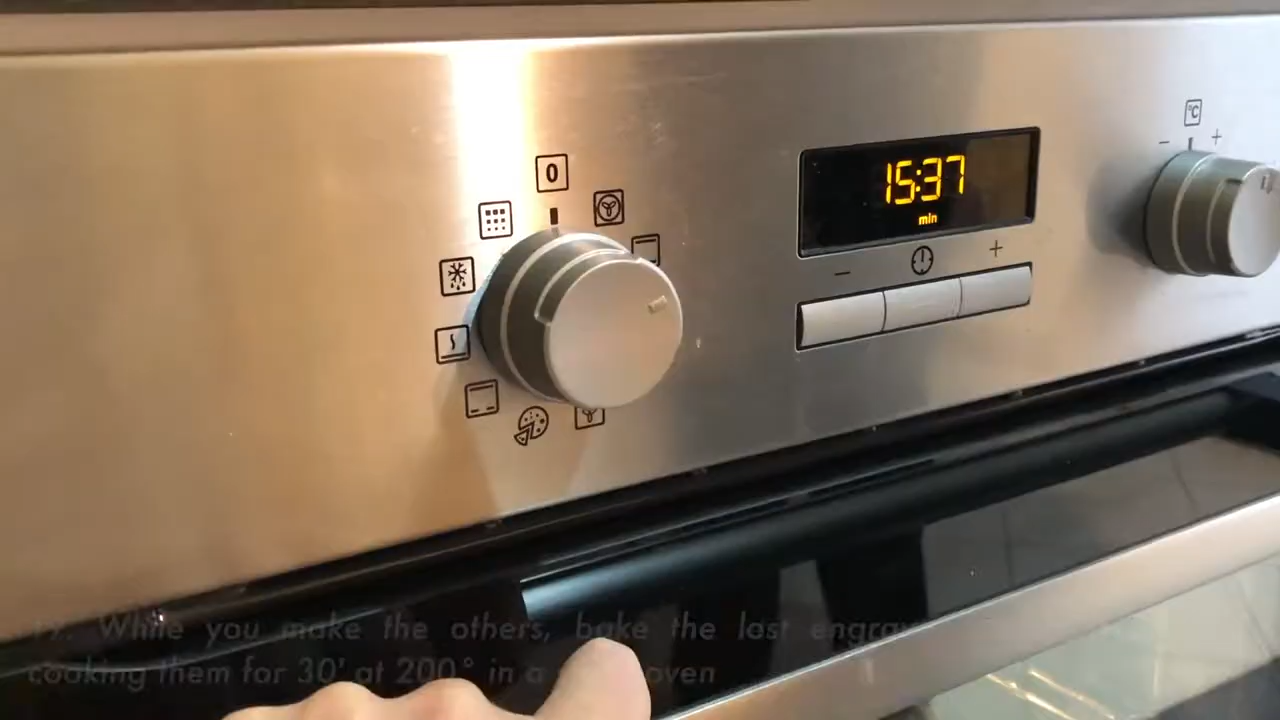 0
°C
- +
15:37
min
- +
While you make the others, bake the last
cooking them for 30' at 200° in a oven